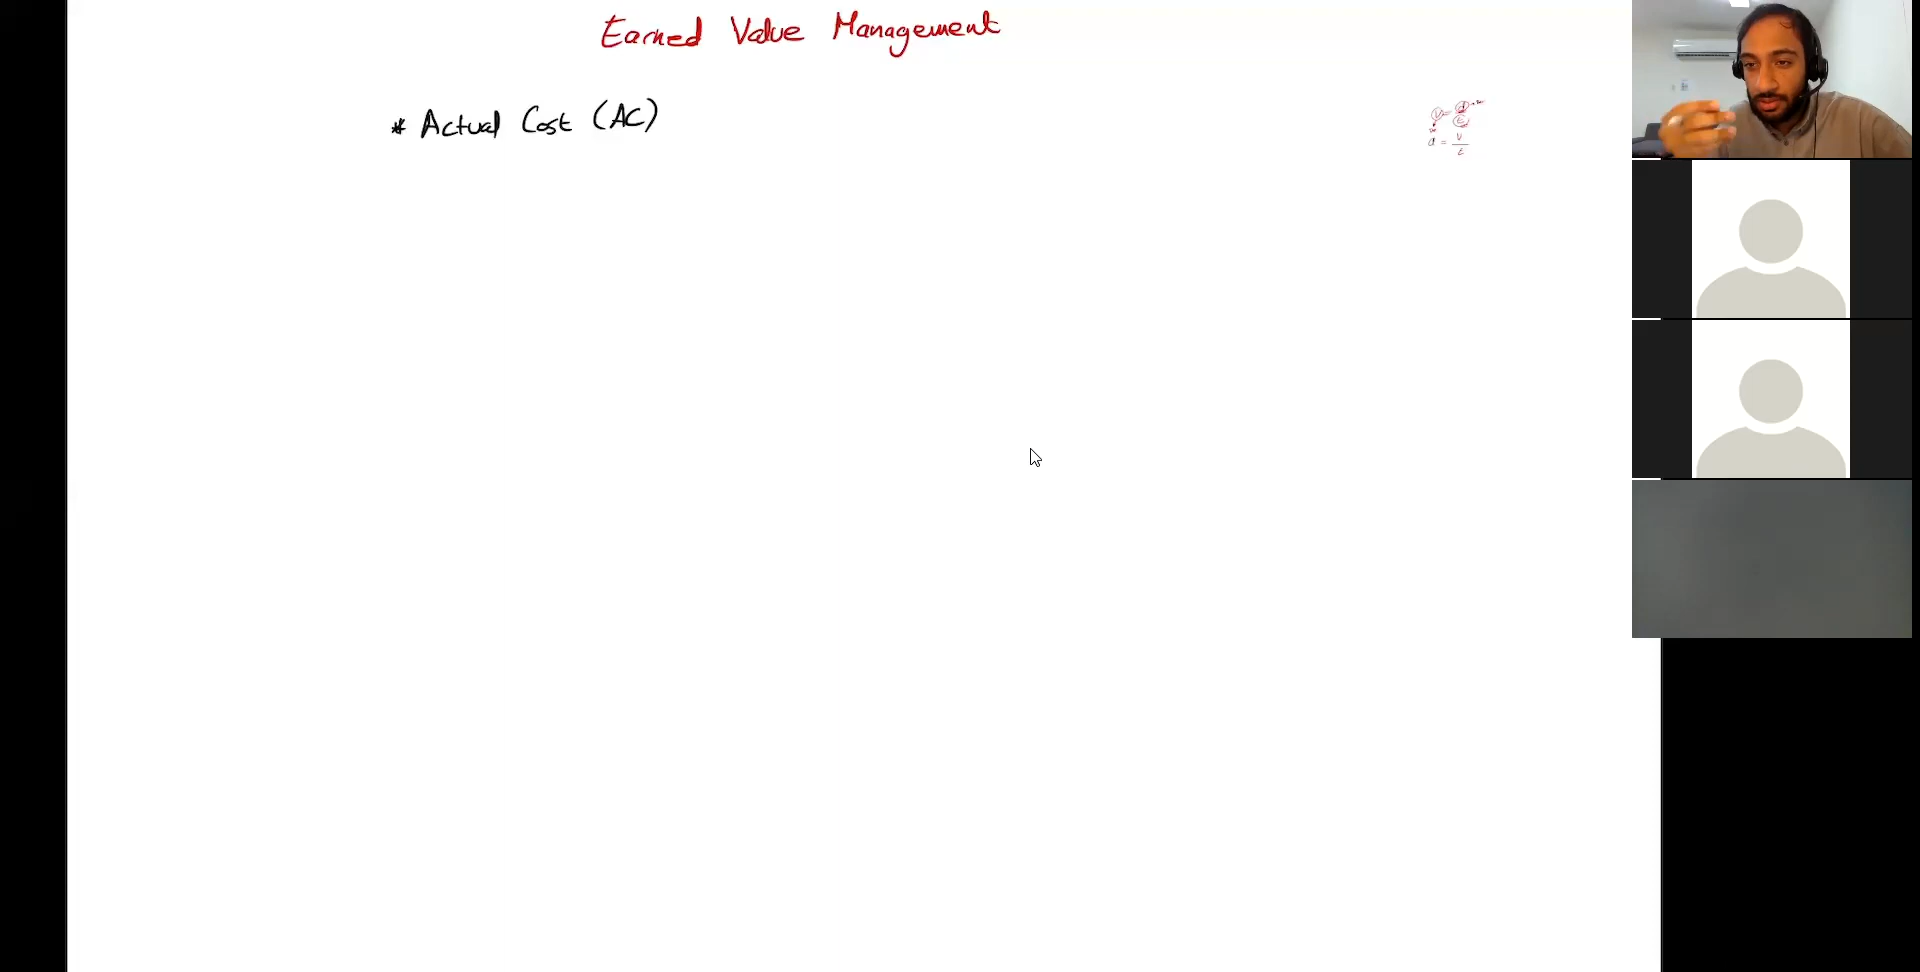 Earned Value Management
* Actual Cost (AC)
a = V
t